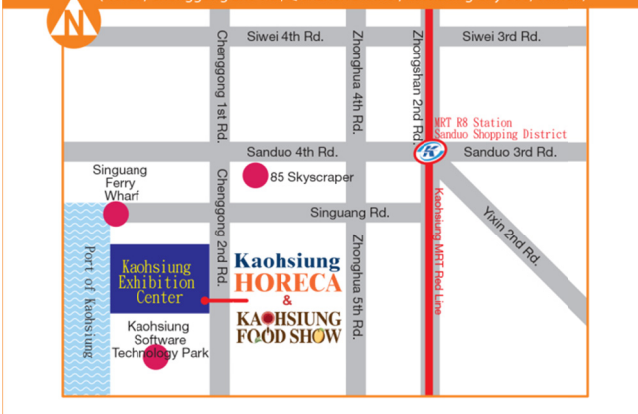 N
Siwei 4th Rd.
Siwei 3rd Rd.
Chenggong 1st Rd.
Zhonghua 4th Rd.
Zhongshan 2nd Rd.
MRT R8 Station
Sanduo Shopping District
Sanduo 4th Rd.
Sanduo 3rd Rd.
Singuang
Ferry
Wharf
85 Skyscraper
Chenggong 2nd Rd.
Singuang Rd.
Yixin 2nd Rd.
Kaohsiung MRT Red Line
Port of Kaohsiung
Kaohsiung
Exhibition
Center
Kaohsiung
HORECA
&
KAOHSIUNG
FOOD SHOW
Zhonghua 5th Rd.
Kaohsiung
Software
Technology Park